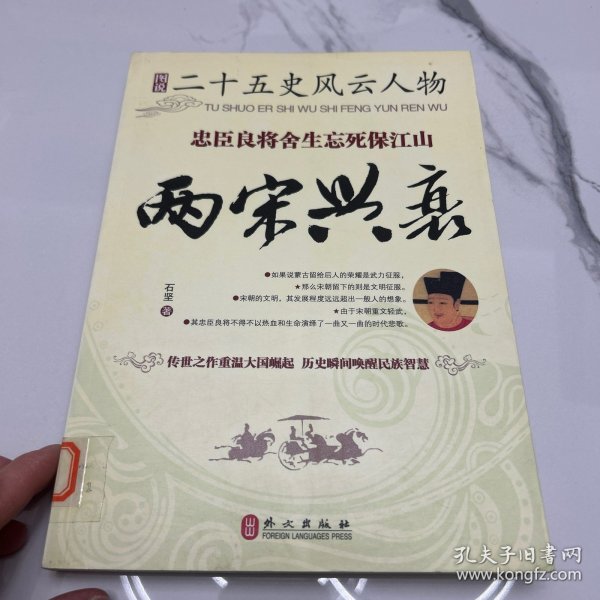 图说
二十五史风云人物
TU SHUO ER SHI WU SHI FENG YUN REN WU
忠臣良将舍生忘死保江山
两宋兴衰
●如果说蒙古留给后人的荣耀是武力征服，
★那么宋朝留下的则是文明征服。
●宋朝的文明，其发展程度远远超出一般人的想象。
★由于宋朝重文轻武，
●其忠臣良将不得不以热血和生命演绎了一曲又一曲的时代悲歌。
石坚 著
传世之作重温大国崛起 历史瞬间唤醒民族智慧
外文出版社
FOREIGN LANGUAGES PRESS
孔夫子旧书网
www.kongfz.com